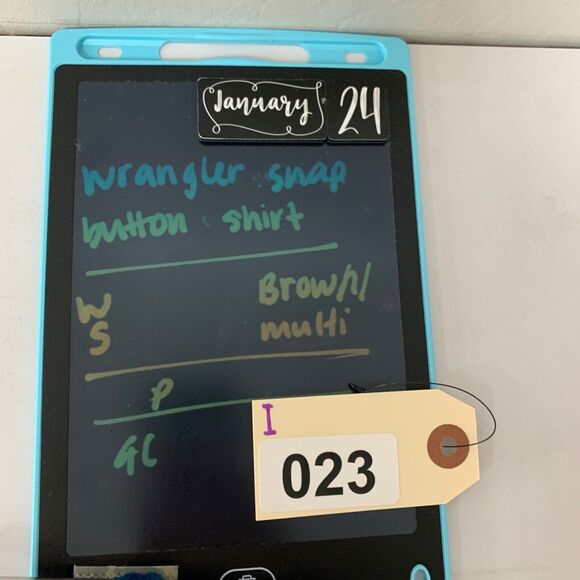 January 24
wrangler snap
button shirt
W Brown/
S multi
P
GC
I
023